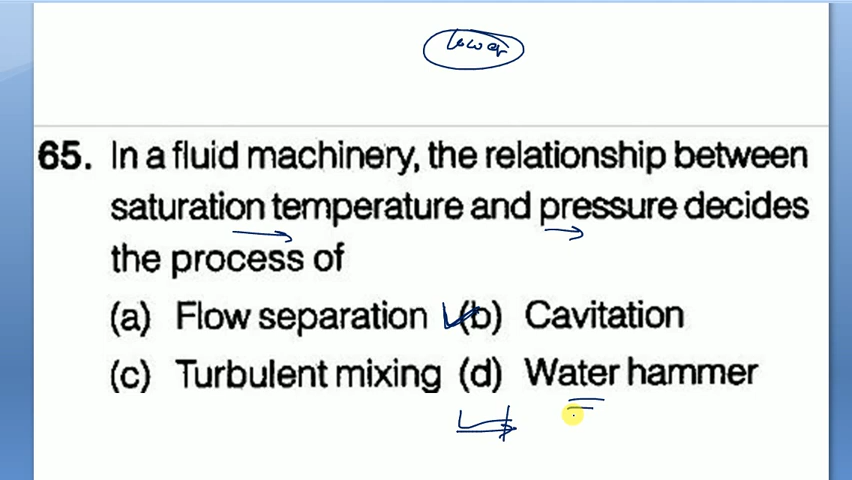 lower
65. In a fluid machinery, the relationship between
saturation temperature and pressure decides
the process of
(a) Flow separation (b) Cavitation
(c) Turbulent mixing (d) Water hammer